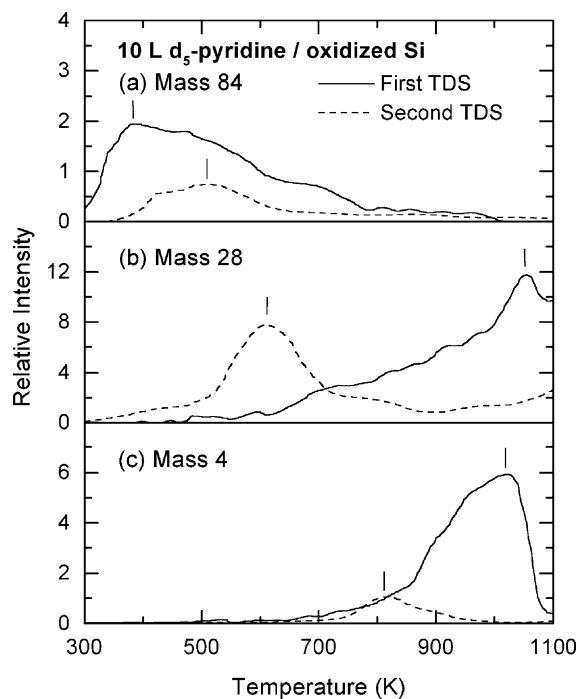 10 L d5-pyridine / oxidized Si
(a) Mass 84
First TDS
Second TDS
4
3
2
1
0
(b) Mass 28
12
8
4
0
(c) Mass 4
6
4
2
0
Relative Intensity
300 500 700 900 1100
Temperature (K)